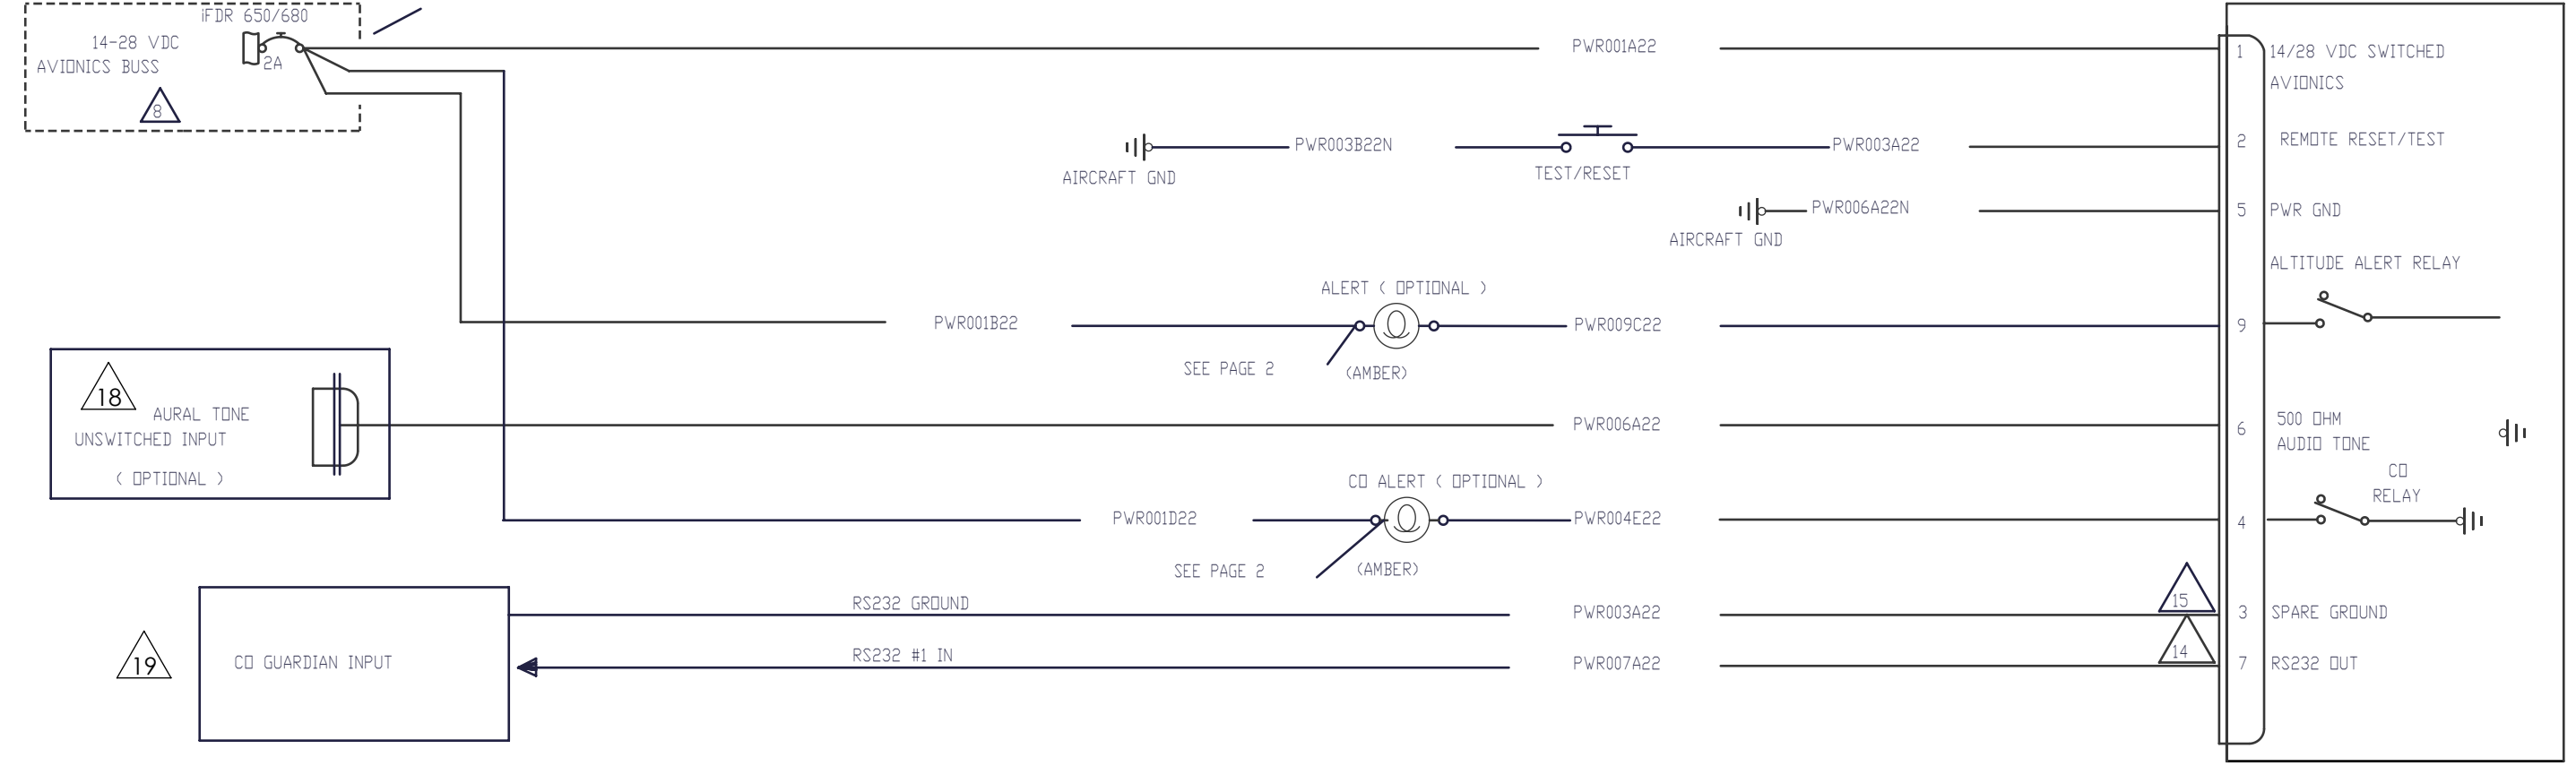 iFDR 650/680
14-28 VDC
AVIONICS BUSS
2A
8
PWR001A22
1
14/28 VDC SWITCHED
AVIONICS
AIRCRAFT GND
PWR003B22N
TEST/RESET
PWR003A22
2
REMOTE RESET/TEST
AIRCRAFT GND
PWR006A22N
5
PWR GND
ALTITUDE ALERT RELAY
PWR001B22
ALERT ( OPTIONAL )
SEE PAGE 2
(AMBER)
PWR009C22
9
18
AURAL TONE
UNSWITCHED INPUT
( OPTIONAL )
PWR006A22
6
500 OHM
AUDIO TONE
CO
RELAY
PWR001D22
CO ALERT ( OPTIONAL )
SEE PAGE 2
(AMBER)
PWR004E22
4
19
CO GUARDIAN INPUT
RS232 GROUND
PWR003A22
15
3
SPARE GROUND
RS232 #1 IN
PWR007A22
14
7
RS232 OUT